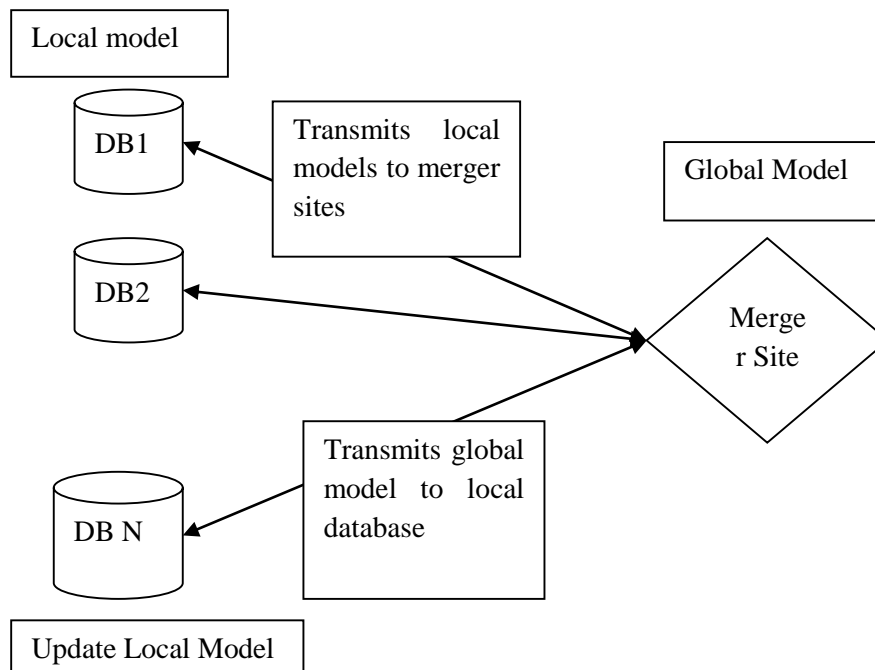 Local model
DB1
Transmits local
models to merger
sites
Global Model
DB2
Merge
r Site
Transmits global
model to local
database
DB N
Update Local Model